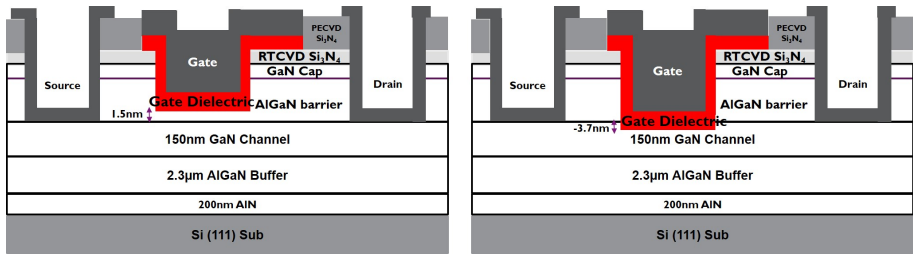 PECVD
Si₃N₄
RTCVD Si₃N₄
GaN Cap
Gate
Source
Drain
Gate Dielectric
AlGaN barrier
1.5nm
150nm GaN Channel
2.3µm AlGaN Buffer
200nm AlN
Si (111) Sub
PECVD
Si₃N₄
RTCVD Si₃N₄
GaN Cap
Gate
Source
Drain
AlGaN barrier
Gate Dielectric
-3.7nm
150nm GaN Channel
2.3µm AlGaN Buffer
200nm AlN
Si (111) Sub